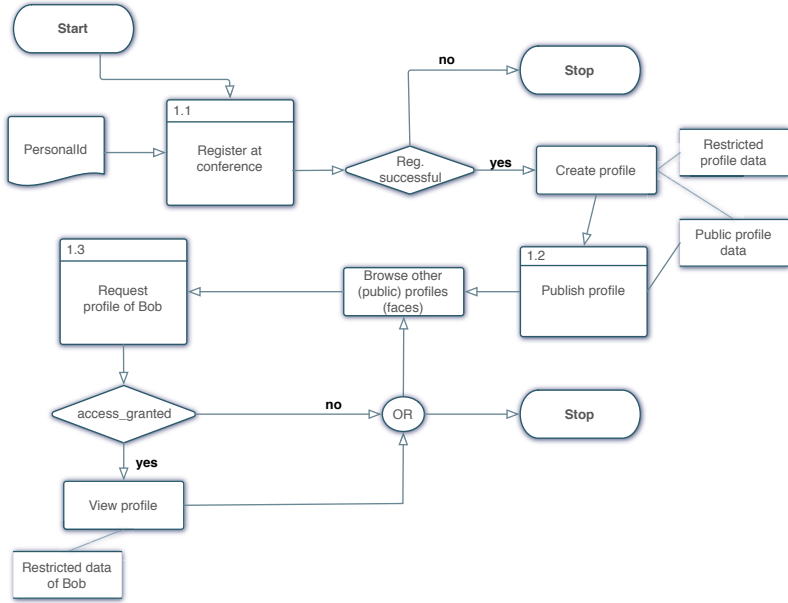 Start
no
Stop
1.1
Register at
conference
PersonalId
Reg.
successful
yes
Create profile
Restricted
profile data
Public profile
data
1.3
Request
profile of Bob
Browse other
(public) profiles
(faces)
1.2
Publish profile
access_granted
no
OR
Stop
yes
View profile
Restricted data
of Bob